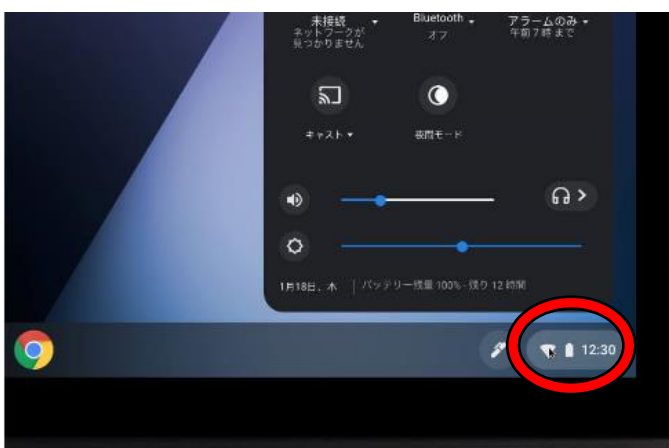 未接続
ネットワークが
見つかりません
Bluetooth
オフ
アラームのみ
午前7時まで
キャスト
夜間モード
1月18日、木
バッテリー残量 100% - 残り 12 時間
12:30